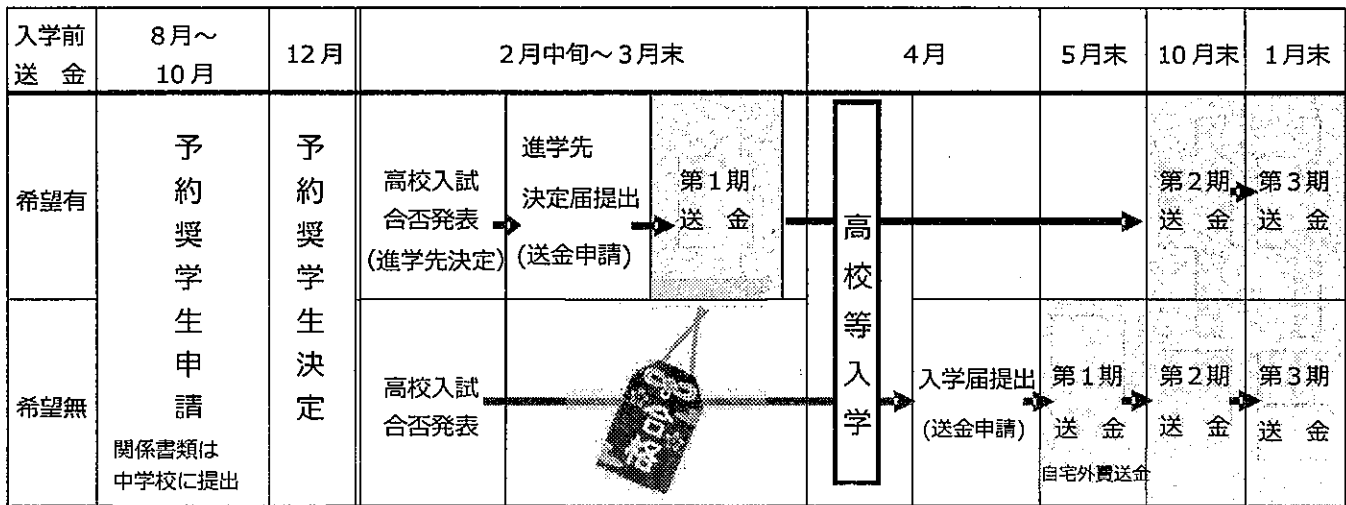 入学前
送　金
8月～
10月
12月
2月中旬～3月末
4月
5月末
10月末
1月末
希望有
希望無
予約奨学生申請
関係書類は
中学校に提出
予約奨学生決定
高校入試
合否発表
(進学先決定)
進学先
決定届提出
(送金申請)
第1期
送　金
高校等入学
第2期
送　金
第3期
送　金
高校入試
合否発表
入学届提出
(送金申請)
第1期
送　金
自宅外費送金
第2期
送　金
第3期
送　金